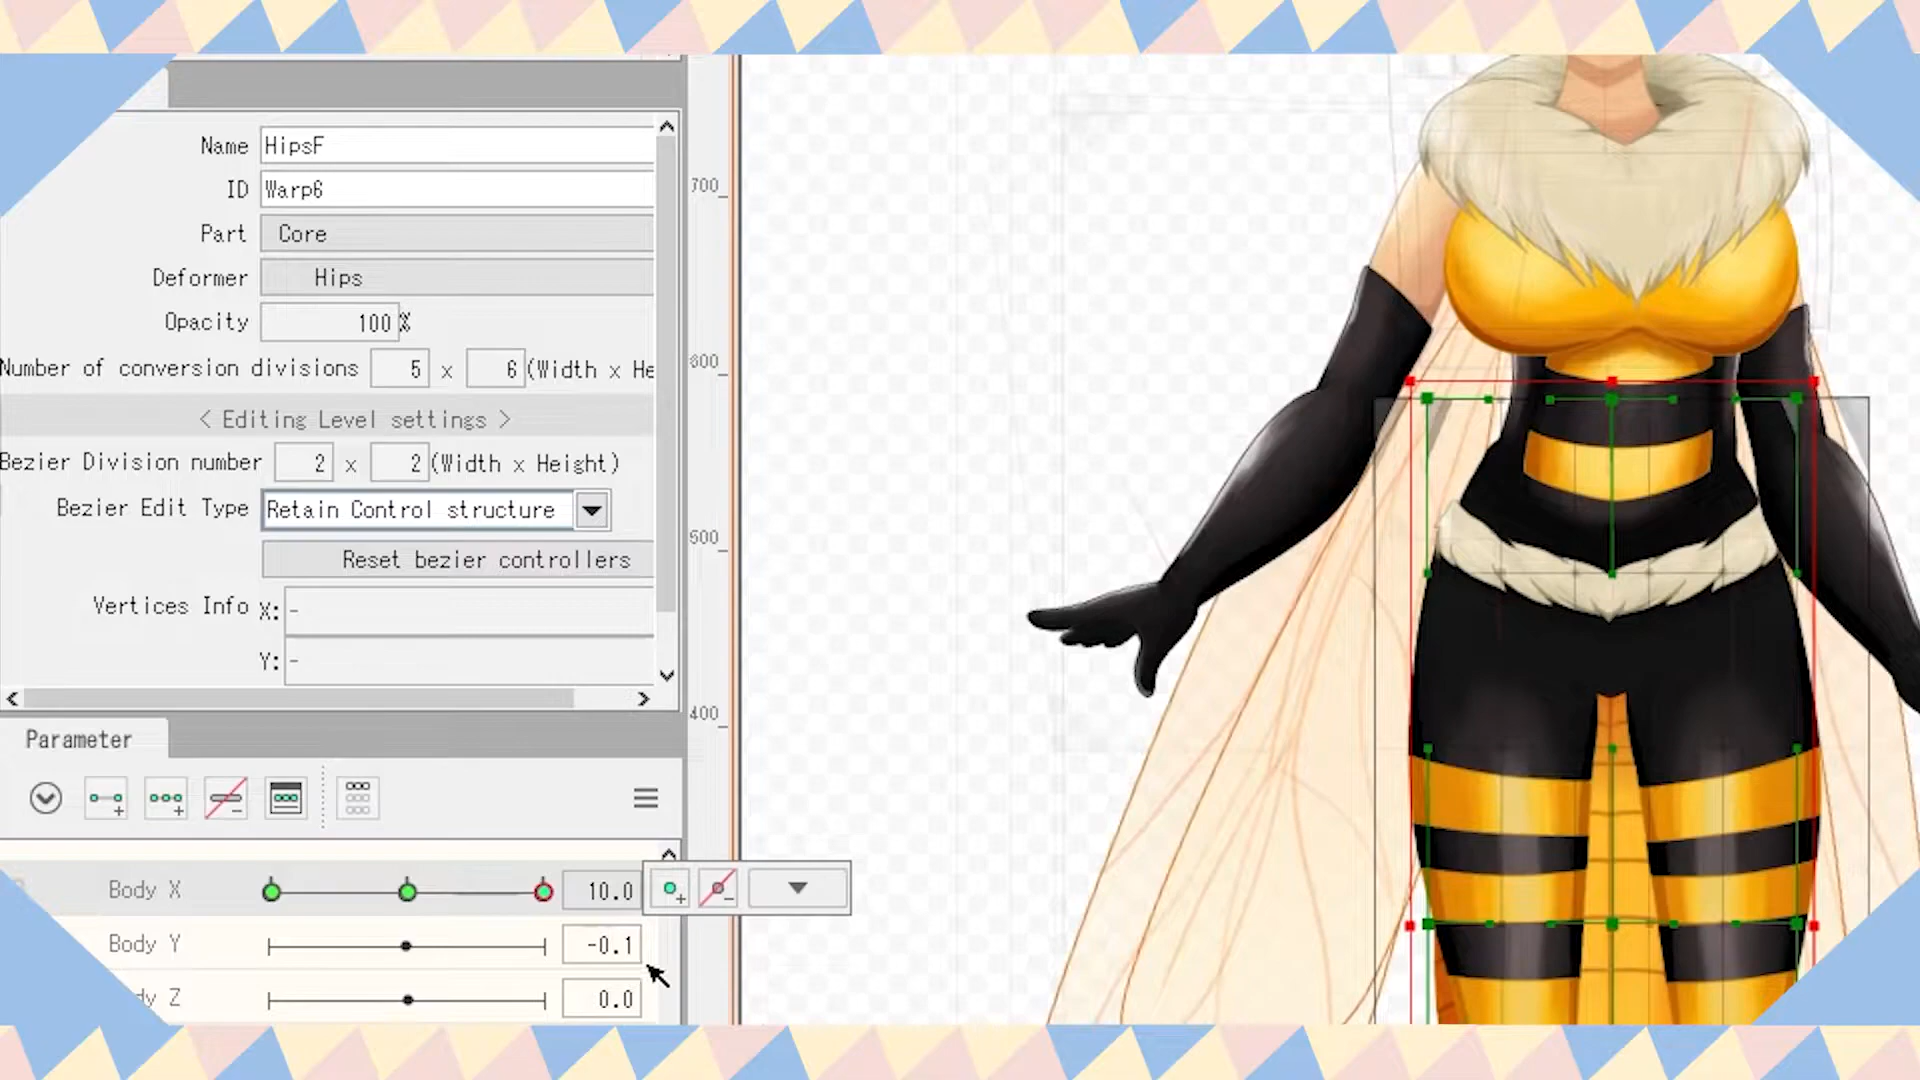 Name HipsF
ID Warp6
Part Core
Deformer Hips
Opacity 100 %
Number of conversion divisions 5 x 6 (Width x He
< Editing Level settings >
Bezier Division number 2 x 2 (Width x Height)
Bezier Edit Type Retain Control structure
Reset bezier controllers
Vertices Info X: -
Y: -
700
600
500
400
Parameter
Body X 10.0
Body Y -0.1
dy Z 0.0